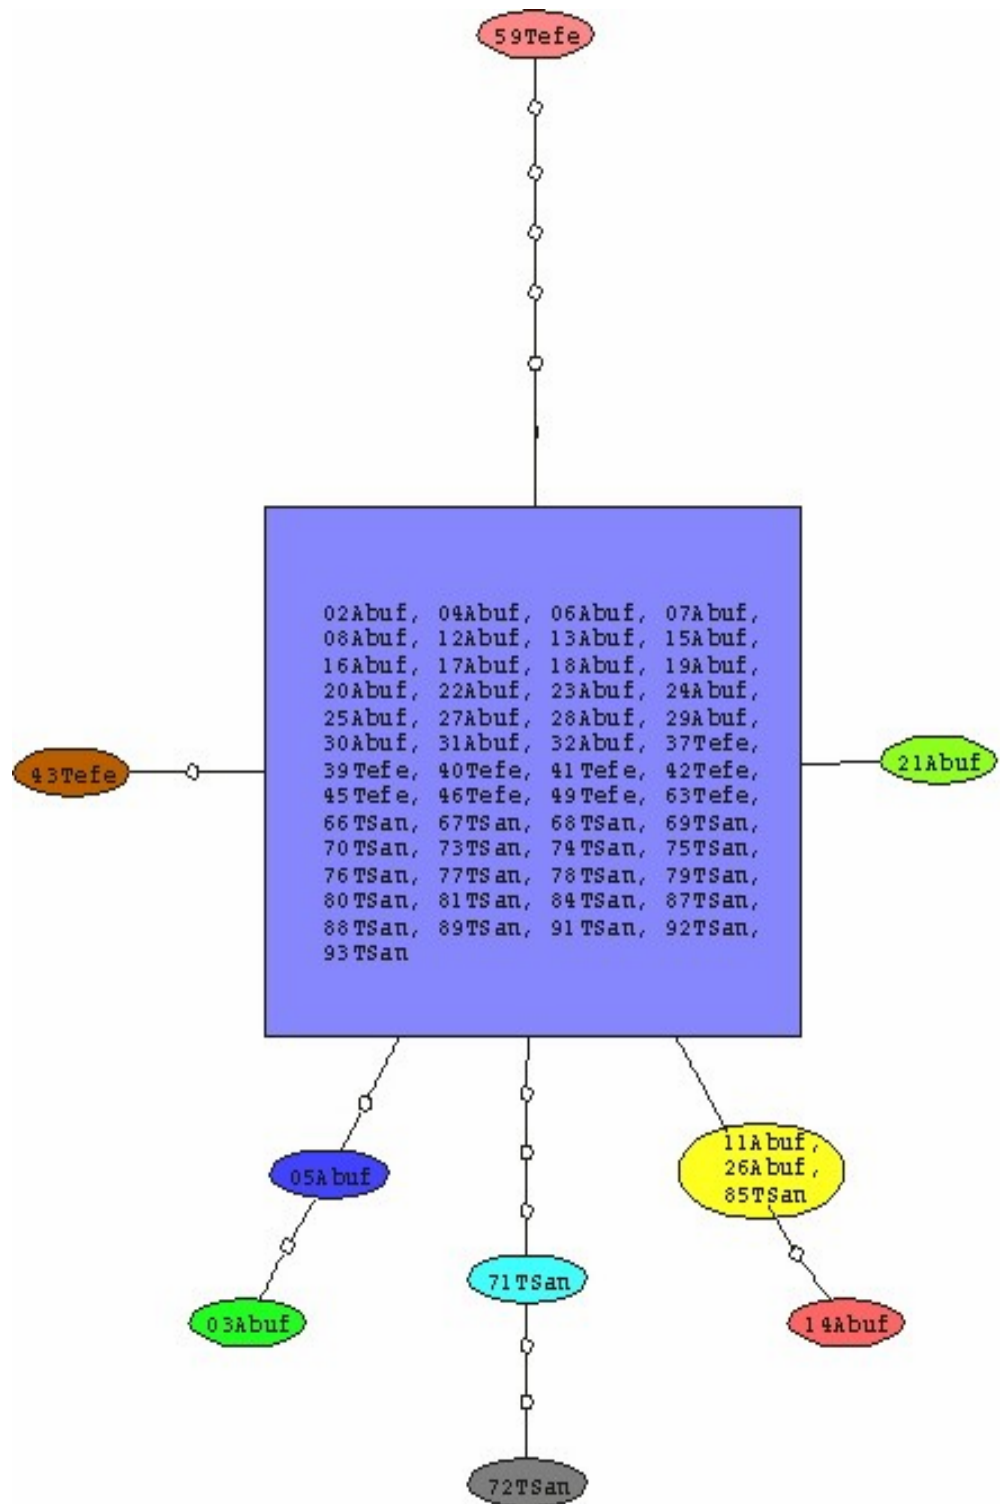 59Tefe
02Abuf, 04Abuf, 06Abuf, 07Abuf,
08Abuf, 12Abuf, 13Abuf, 15Abuf,
16Abuf, 17Abuf, 18Abuf, 19Abuf,
20Abuf, 22Abuf, 23Abuf, 24Abuf,
25Abuf, 27Abuf, 28Abuf, 29Abuf,
30Abuf, 31Abuf, 32Abuf, 37Tefe,
39Tefe, 40Tefe, 41Tefe, 42Tefe,
45Tefe, 46Tefe, 49Tefe, 63Tefe,
66TSan, 67TSan, 68TSan, 69TSan,
70TSan, 73TSan, 74TSan, 75TSan,
76TSan, 77TSan, 78TSan, 79TSan,
80TSan, 81TSan, 84TSan, 87TSan,
88TSan, 89TSan, 91TSan, 92TSan,
93TSan
43Tefe
21Abuf
11Abuf,
26Abuf,
85TSan
05Abuf
71TSan
03Abuf
14Abuf
72TSan